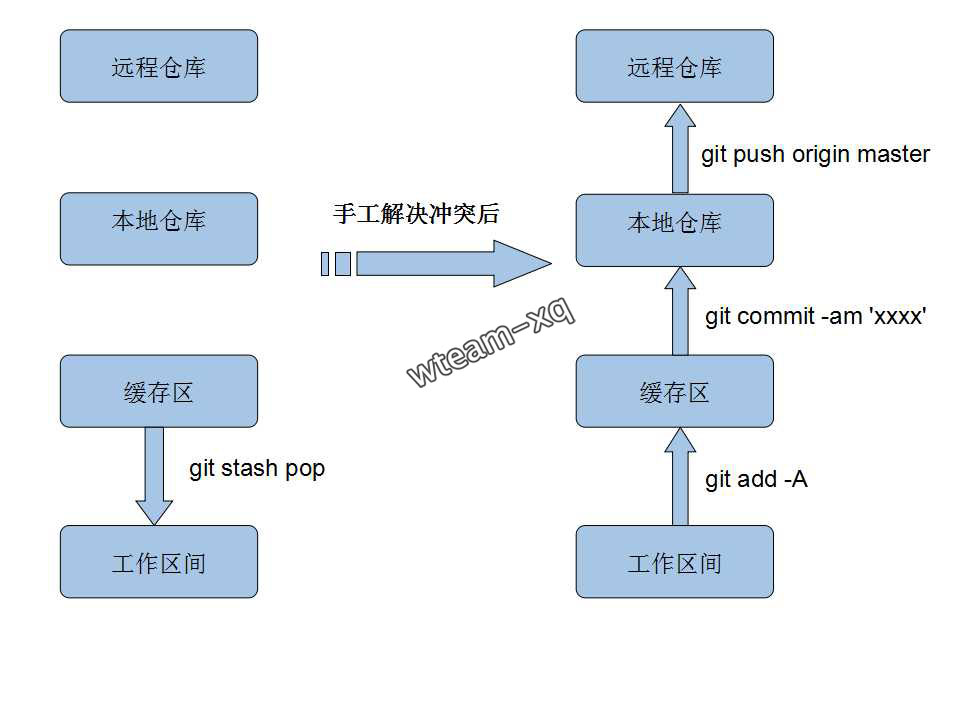 远程仓库
远程仓库
git push origin master
本地仓库
手工解决冲突后
本地仓库
wteam-xq
git commit -am 'xxxx'
缓存区
缓存区
git stash pop
git add -A
工作区间
工作区间